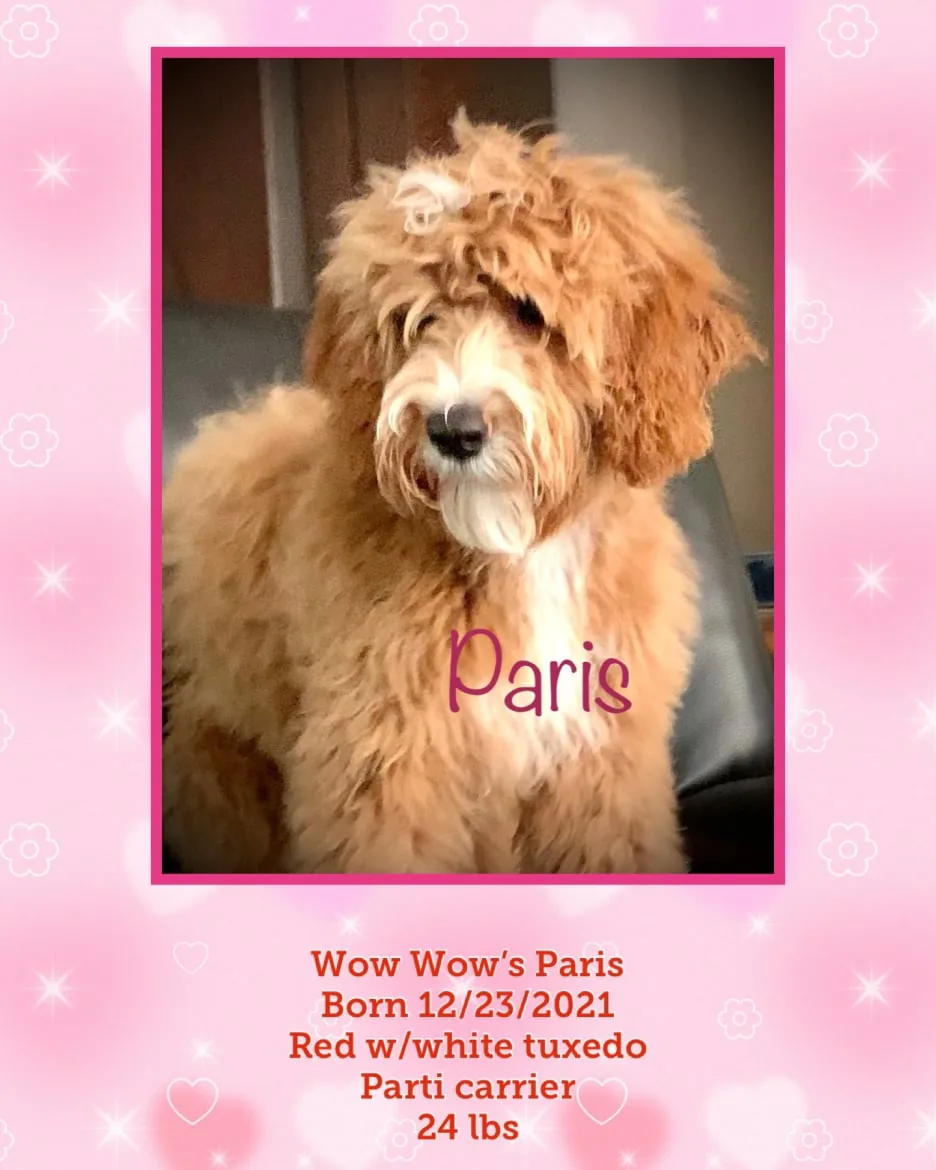 Paris
Wow Wow’s Paris
Born 12/23/2021
Red w/white tuxedo
Parti carrier
24 lbs